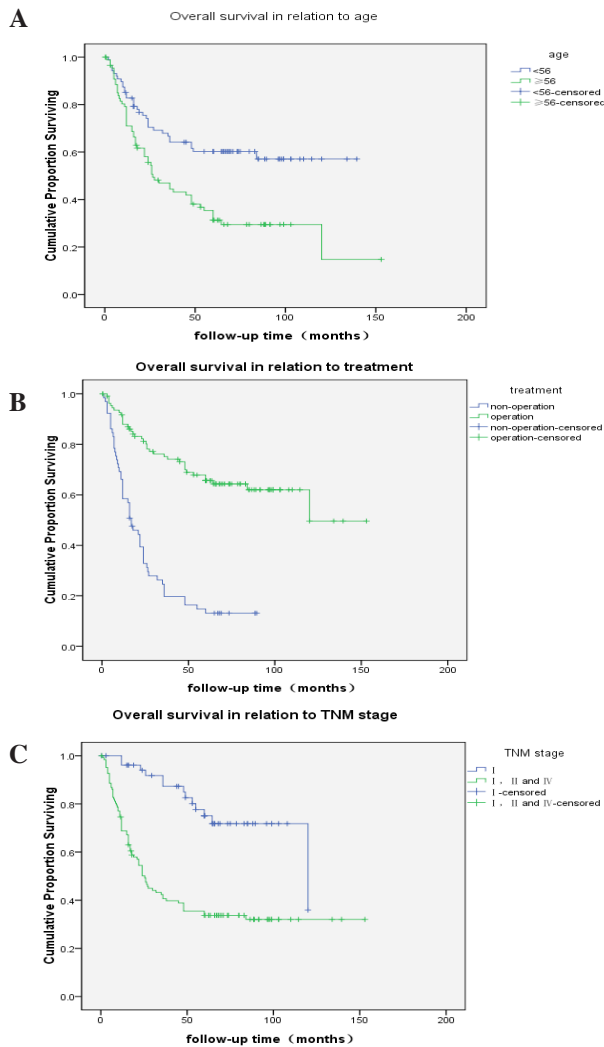 A
Overall survival in relation to age
Cumulative Proportion Surviving
1.0
0.8
0.6
0.4
0.2
0.0
0
50
100
150
200
follow-up time（months）
age
<56
≥56
<56-censored
≥56-censored
B
Overall survival in relation to treatment
Cumulative Proportion Surviving
1.0
0.8
0.6
0.4
0.2
0.0
0
50
100
150
200
follow-up time（months）
treatment
non-operation
operation
non-operation-censored
operation-censored
C
Overall survival in relation to TNM stage
Cumulative Proportion Surviving
1.0
0.8
0.6
0.4
0.2
0.0
0
50
100
150
200
follow-up time（months）
TNM stage
Ⅰ
Ⅰ，Ⅱ and Ⅳ
Ⅰ-censored
Ⅰ，Ⅱ and Ⅳ-censored